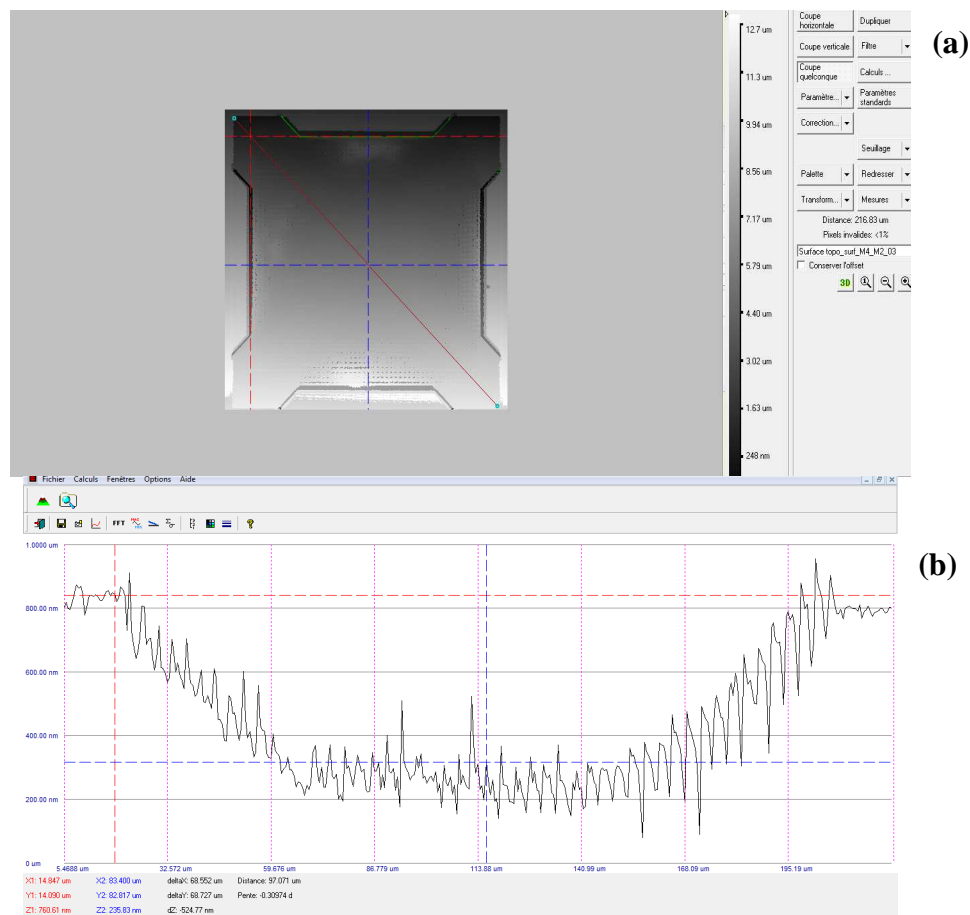 (a)
12.7 um
11.3 um
9.94 um
8.56 um
7.17 um
5.79 um
4.40 um
3.02 um
1.63 um
248 nm
Coupe horizontale
Dupliquer
Coupe verticale
Filtre
Coupe quelconque
Calculs ...
Paramètre...
Paramètres standards
Correction...
Seuillage
Palette
Redresser
Transform...
Mesures
Distance: 216.83 um
Pixels invalides: <1%
Surface topo_surf_M4_M2_03
Conserver l'offset
3D
Fichier Calculs Fenêtres Options Aide
FFT
(b)
1.0000 um
800.00 nm
600.00 nm
400.00 nm
200.00 nm
0 um
5.4688 um 32.572 um 59.676 um 86.779 um 113.88 um 140.99 um 168.09 um 195.19 um
X1: 14.847 um X2: 83.400 um deltaX: 68.552 um Distance: 97.071 um
Y1: 14.090 um Y2: 82.817 um deltaY: 68.727 um Pente: -0.30974 d
Z1: 760.61 nm Z2: 235.83 nm dZ: -524.77 nm